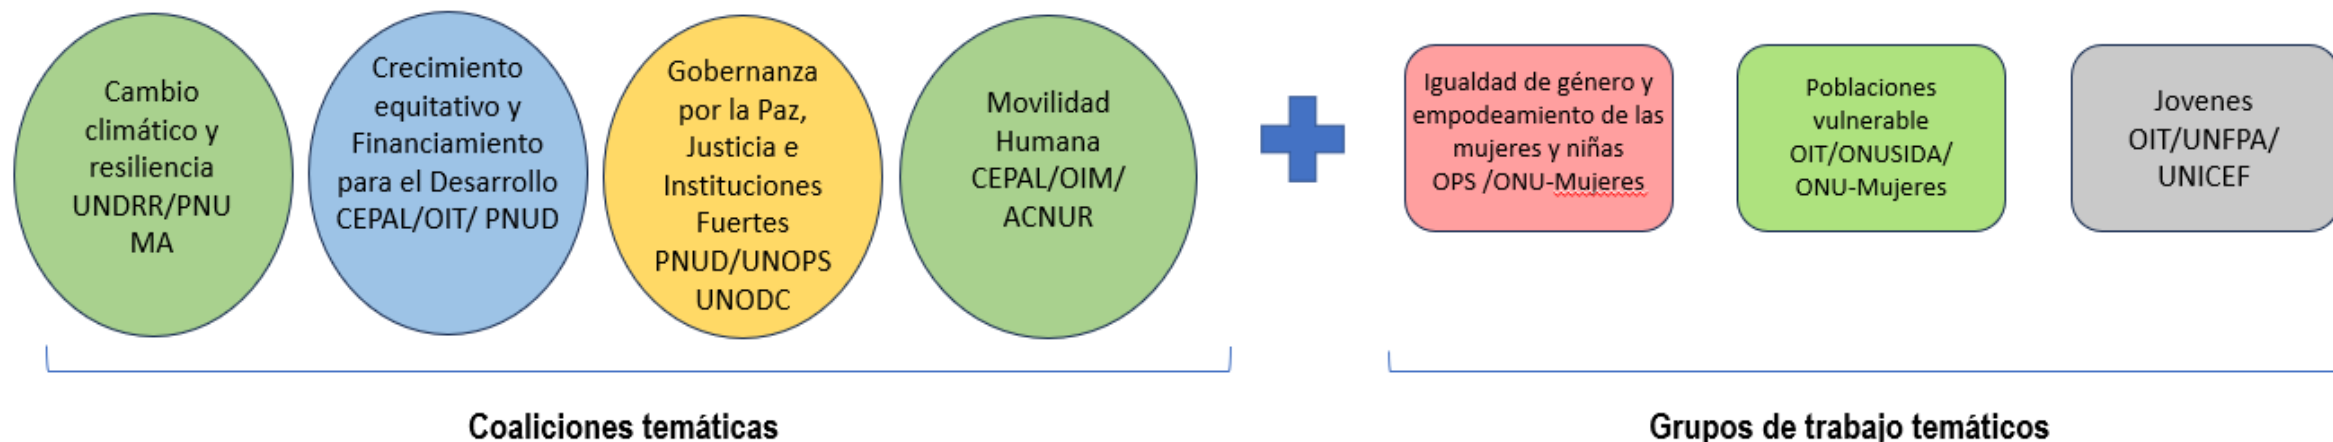 Cambio
climático y
resiliencia
UNDRR/PNU
MA
Crecimiento
equitativo y
Financiamiento
para el Desarrollo
CEPAL/OIT/ PNUD
Gobernanza
por la Paz,
Justicia e
Instituciones
Fuertes
PNUD/UNOPS
UNODC
Movilidad
Humana
CEPAL/OIM/
ACNUR
Igualdad de género y
empodeamiento de las
mujeres y niñas
OPS /ONU-Mujeres
Poblaciones
vulnerable
OIT/ONUSIDA/
ONU-Mujeres
Jovenes
OIT/UNFPA/
UNICEF
Coaliciones temáticas
Grupos de trabajo temáticos